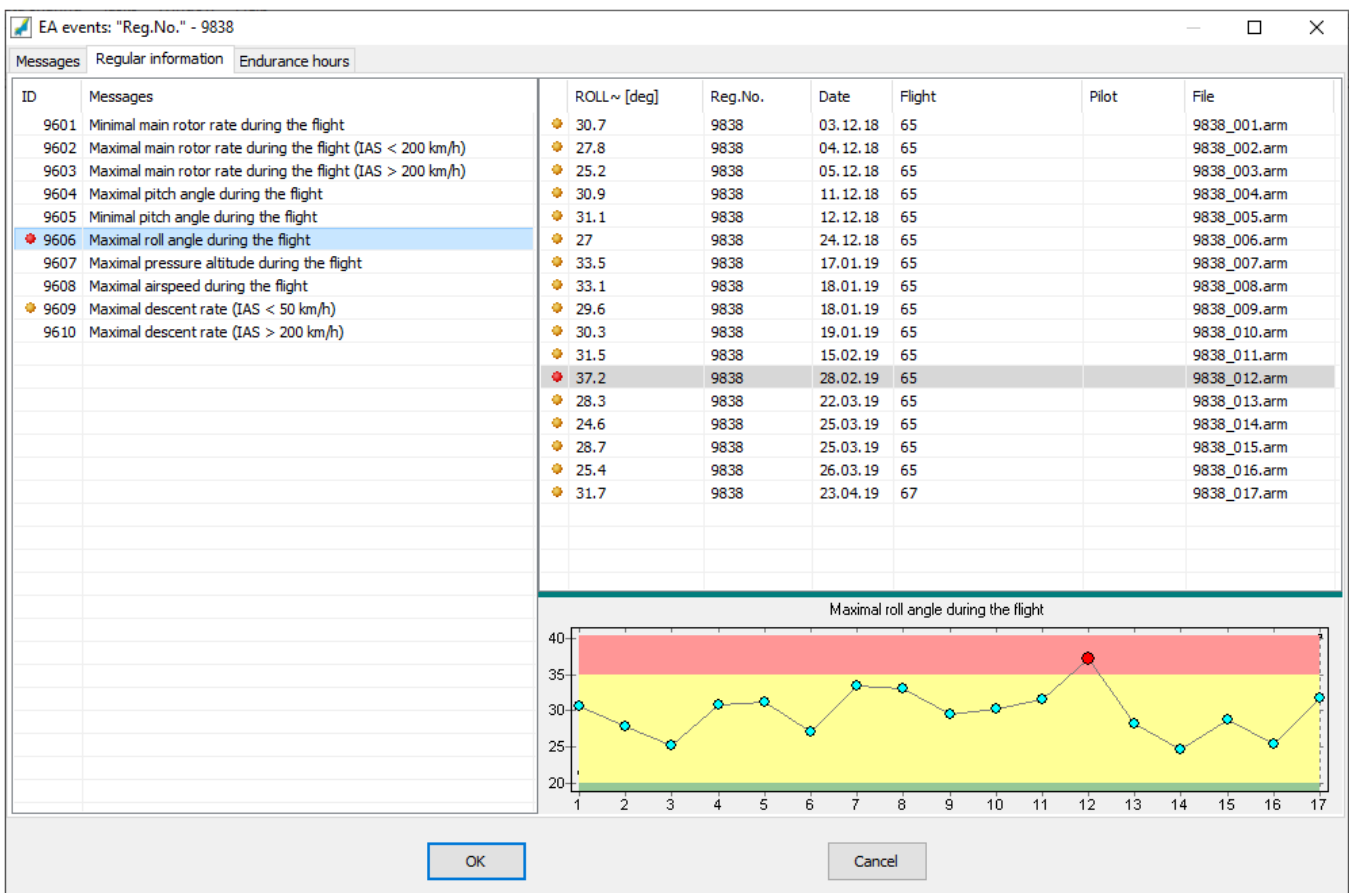 EA events: "Reg.No." - 9838
Messages Regular information Endurance hours
ID Messages
9601 Minimal main rotor rate during the flight
9602 Maximal main rotor rate during the flight (IAS < 200 km/h)
9603 Maximal main rotor rate during the flight (IAS > 200 km/h)
9604 Maximal pitch angle during the flight
9605 Minimal pitch angle during the flight
9606 Maximal roll angle during the flight
9607 Maximal pressure altitude during the flight
9608 Maximal airspeed during the flight
9609 Maximal descent rate (IAS < 50 km/h)
9610 Maximal descent rate (IAS > 200 km/h)
ROLL~ [deg] Reg.No. Date Flight Pilot File
30.7 9838 03.12.18 65 9838_001.arm
27.8 9838 04.12.18 65 9838_002.arm
25.2 9838 05.12.18 65 9838_003.arm
30.9 9838 11.12.18 65 9838_004.arm
31.1 9838 12.12.18 65 9838_005.arm
27 9838 24.12.18 65 9838_006.arm
33.5 9838 17.01.19 65 9838_007.arm
33.1 9838 18.01.19 65 9838_008.arm
29.6 9838 18.01.19 65 9838_009.arm
30.3 9838 19.01.19 65 9838_010.arm
31.5 9838 15.02.19 65 9838_011.arm
37.2 9838 28.02.19 65 9838_012.arm
28.3 9838 22.03.19 65 9838_013.arm
24.6 9838 25.03.19 65 9838_014.arm
28.7 9838 25.03.19 65 9838_015.arm
25.4 9838 26.03.19 65 9838_016.arm
31.7 9838 23.04.19 67 9838_017.arm
Maximal roll angle during the flight
40
35
30
25
20
1 2 3 4 5 6 7 8 9 10 11 12 13 14 15 16 17
OK Cancel